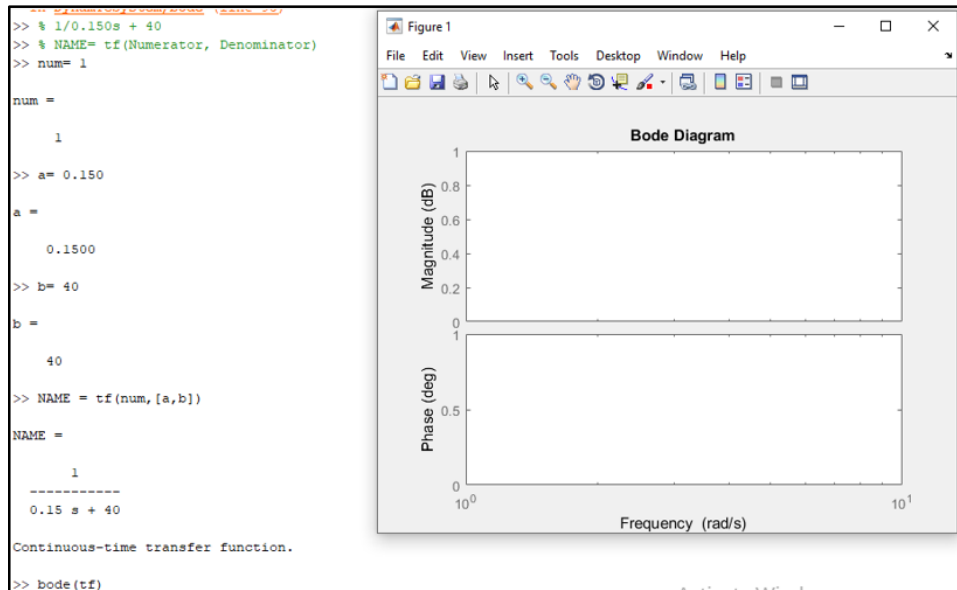 >> % 1/0.150s + 40
>> % NAME= tf(Numerator, Denominator)
>> num= 1
num =
1
>> a= 0.150
a =
0.1500
>> b= 40
b =
40
>> NAME = tf(num,[a,b])
NAME =
1
-----------
0.15 s + 40
Continuous-time transfer function.
>> bode(tf)
Figure 1
File Edit View Insert Tools Desktop Window Help
Bode Diagram
Magnitude (dB)
1
0.8
0.6
0.4
0.2
0
Phase (deg)
1
0.5
0
10^0
10^1
Frequency (rad/s)